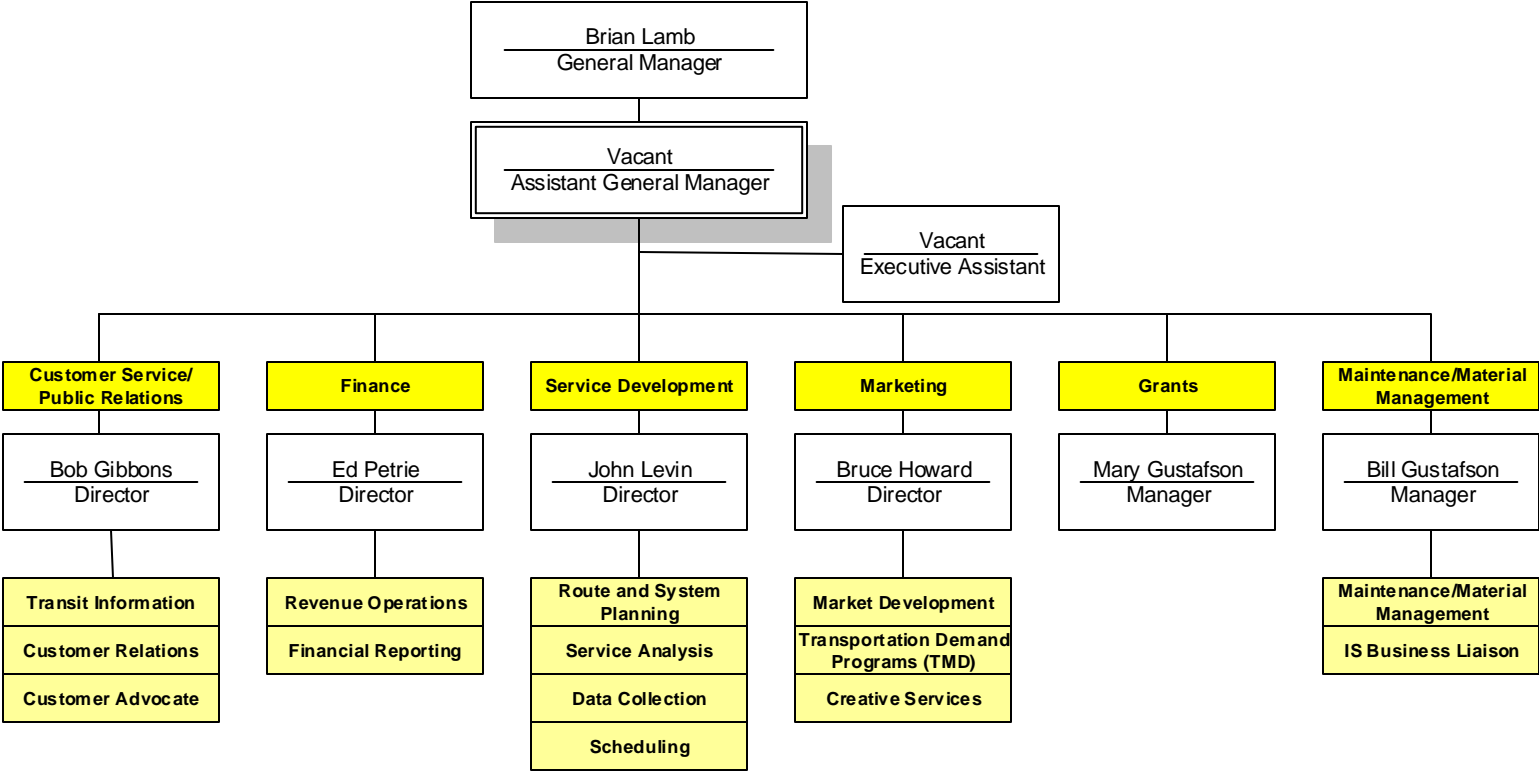 Brian Lamb
General Manager
Vacant
Assistant General Manager
Vacant
Executive Assistant
Customer Service/
Public Relations
Finance
Service Development
Marketing
Grants
Maintenance/Material
Management
Bob Gibbons
Director
Ed Petrie
Director
John Levin
Director
Bruce Howard
Director
Mary Gustafson
Manager
Bill Gustafson
Manager
Transit Information
Customer Relations
Customer Advocate
Revenue Operations
Financial Reporting
Route and System
Planning
Service Analysis
Data Collection
Scheduling
Market Development
Transportation Demand
Programs (TMD)
Creative Services
Maintenance/Material
Management
IS Business Liaison